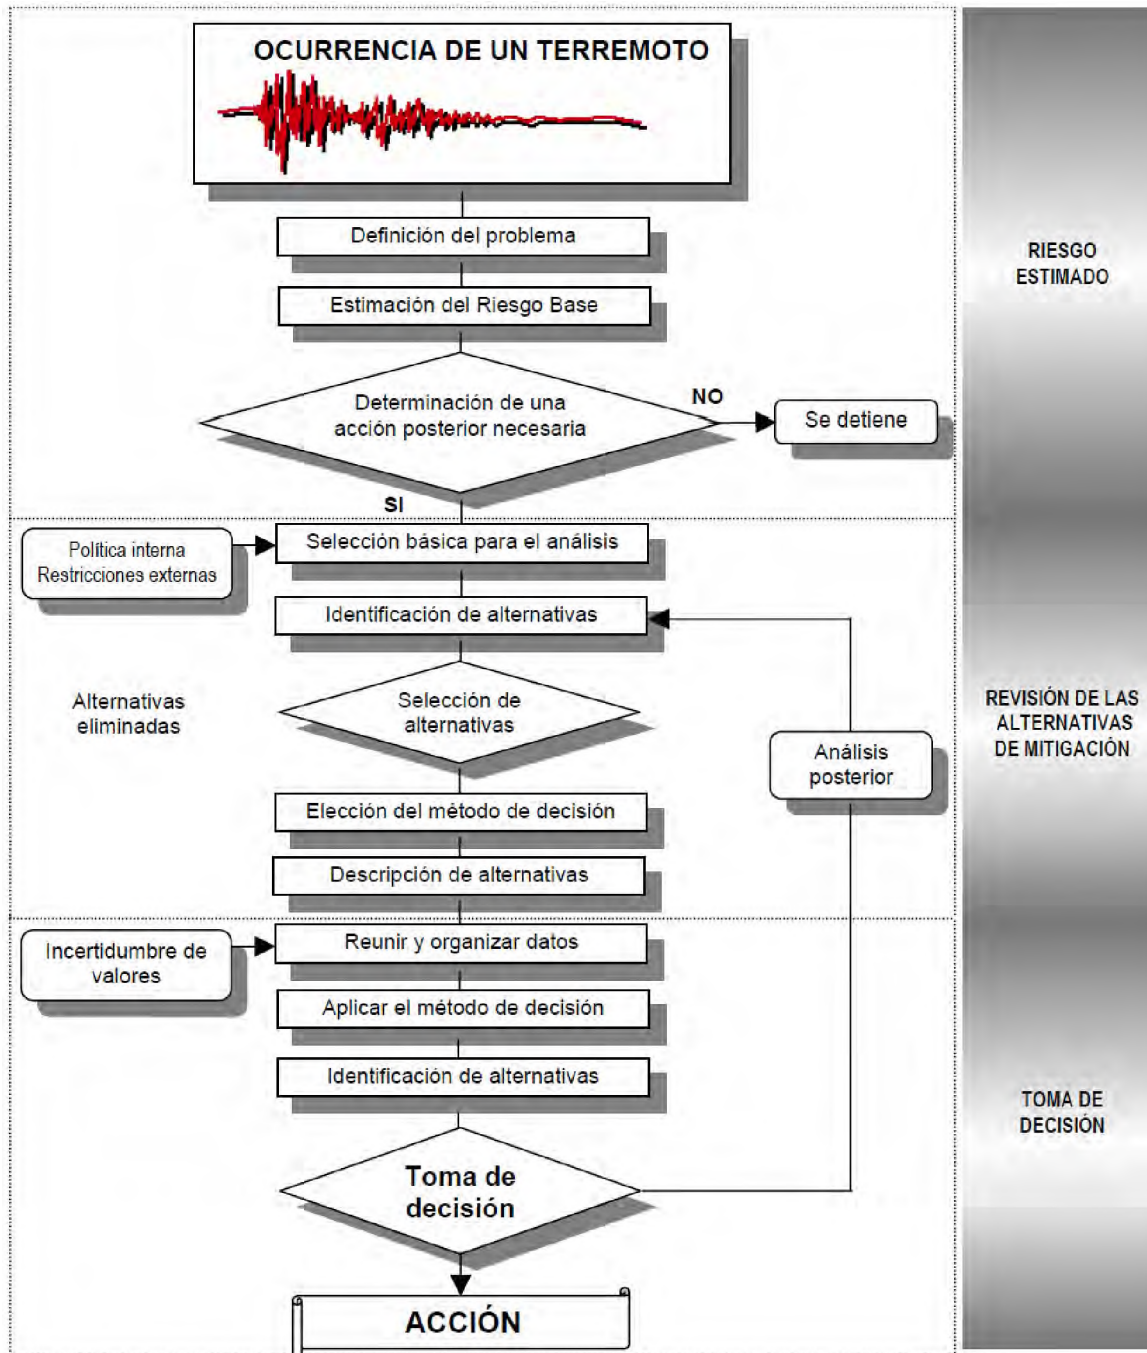 OCURRENCIA DE UN TERREMOTO
Definición del problema
Estimación del Riesgo Base
RIESGO
ESTIMADO
Determinación de una
acción posterior necesaria
NO
Se detiene
SI
Política interna
Restricciones externas
Selección básica para el análisis
Identificación de alternativas
Alternativas
eliminadas
Selección de
alternativas
Análisis
posterior
REVISIÓN DE LAS
ALTERNATIVAS
DE MITIGACIÓN
Elección del método de decisión
Descripción de alternativas
Incertidumbre de
valores
Reunir y organizar datos
Aplicar el método de decisión
Identificación de alternativas
TOMA DE
DECISIÓN
Toma de
decisión
ACCIÓN